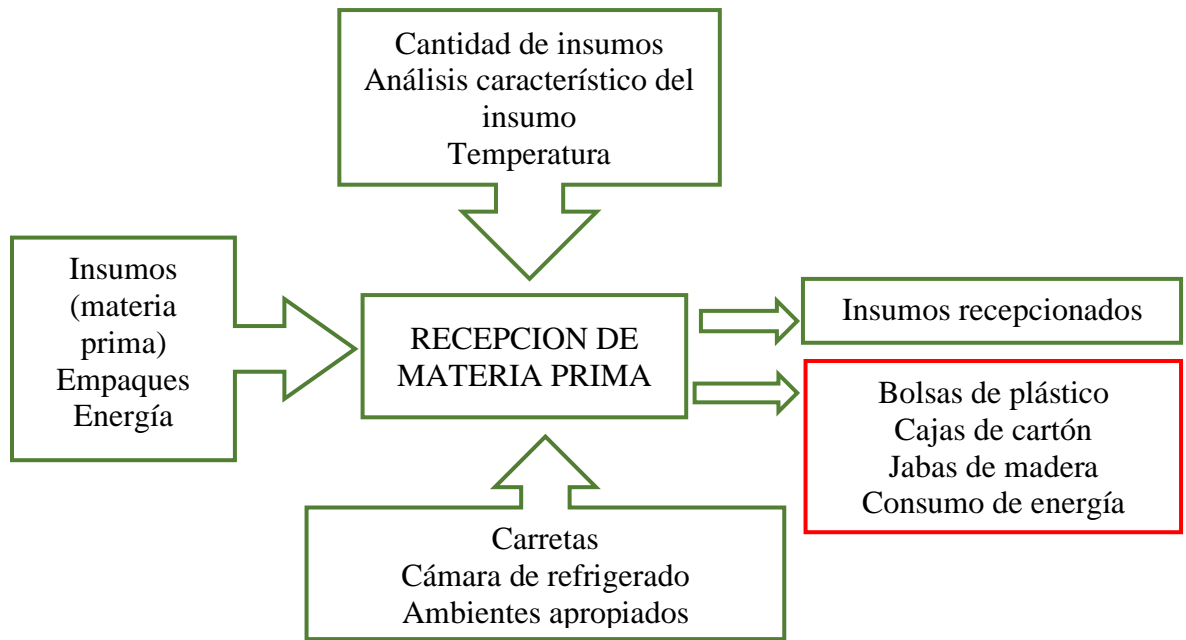 Cantidad de insumos
Análisis característico del
insumo
Temperatura
Insumos
(materia
prima)
Empaques
Energía
RECEPCION DE
MATERIA PRIMA
Insumos recepcionados
Bolsas de plástico
Cajas de cartón
Jabas de madera
Consumo de energía
Carretas
Cámara de refrigerado
Ambientes apropiados